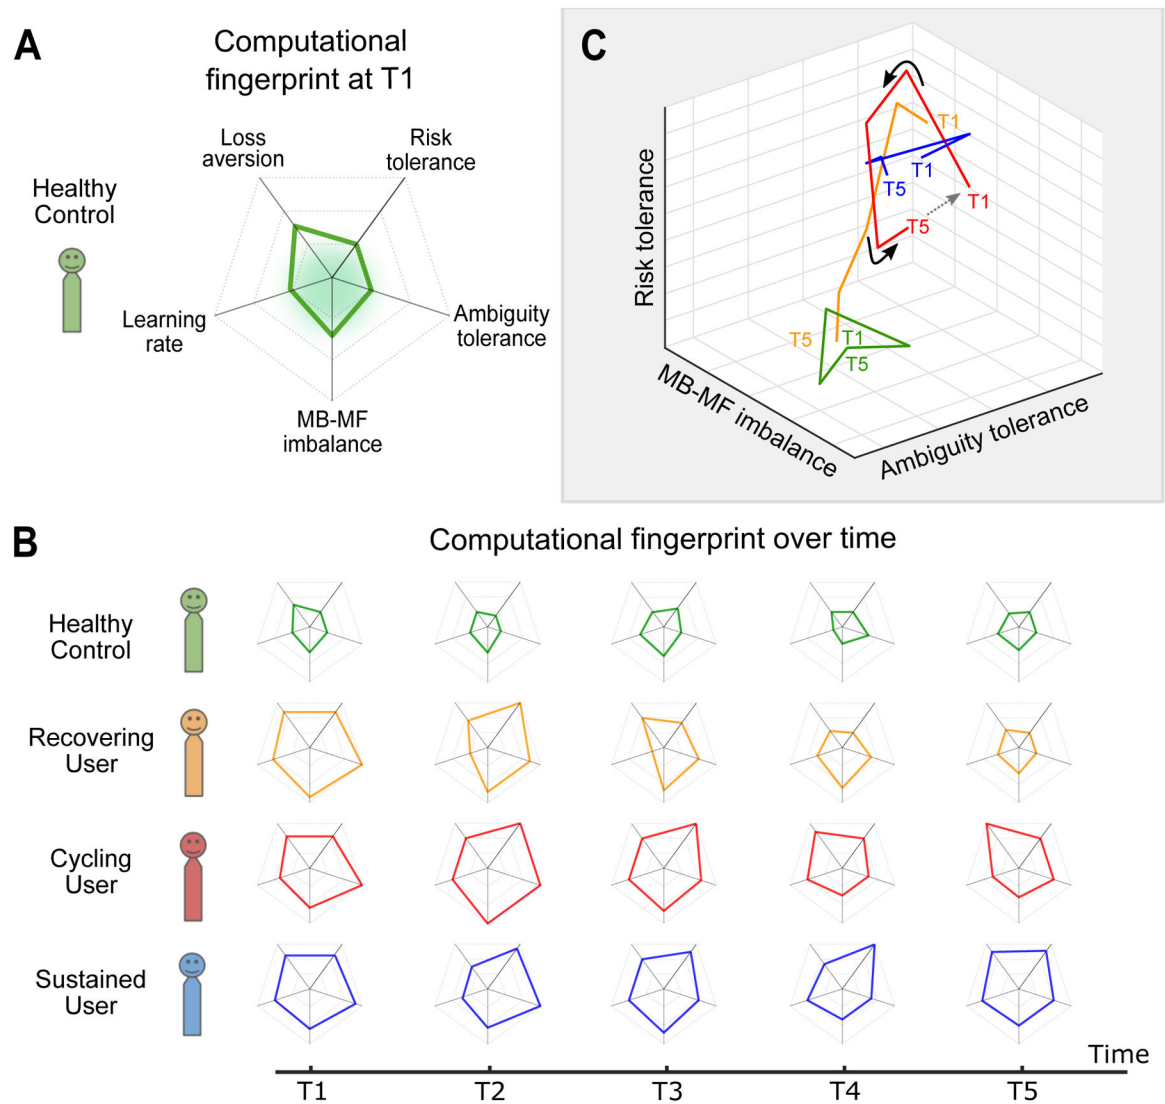 A
Computational
fingerprint at T1
Loss
aversion
Risk
tolerance
Healthy
Control
Learning
rate
Ambiguity
tolerance
MB-MF
imbalance
C
Risk tolerance
MB-MF imbalance
Ambiguity tolerance
T1
T1
T5
T1
T5
T5
T1
T5
B
Computational fingerprint over time
Healthy
Control
Recovering
User
Cycling
User
Sustained
User
Time
T1
T2
T3
T4
T5